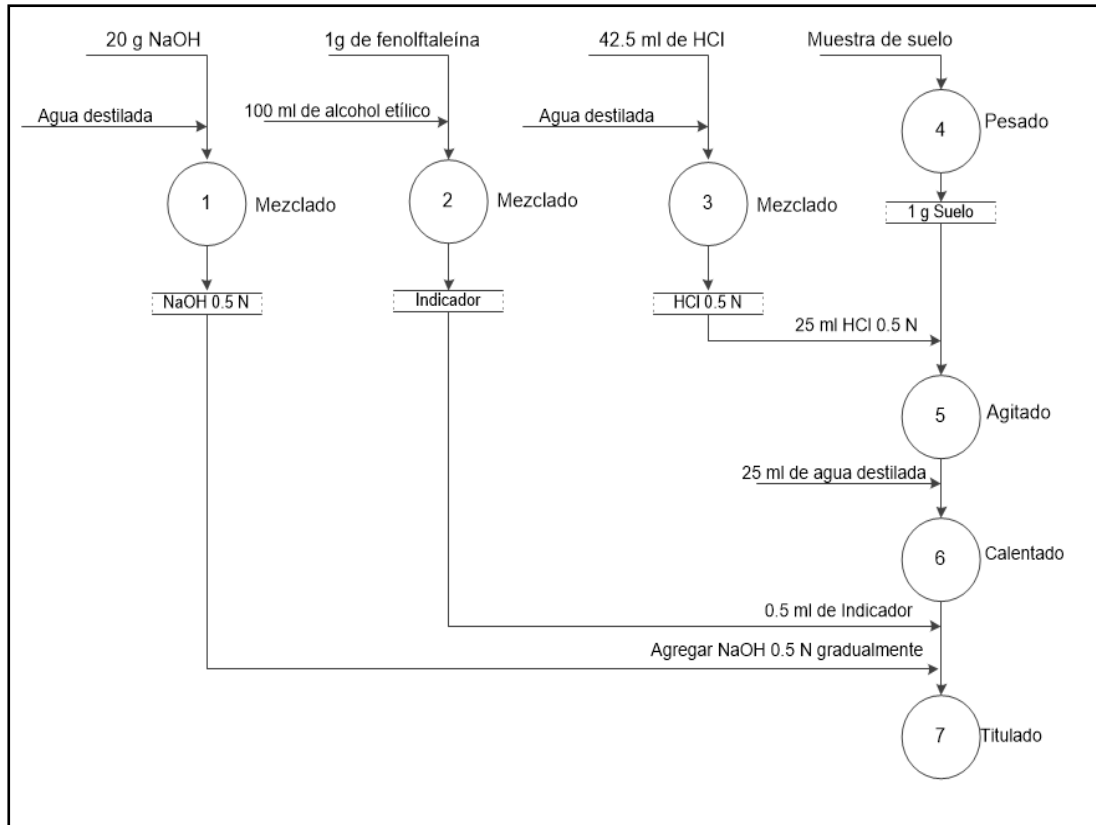 20 g NaOH
1g de fenolftaleína
42.5 ml de HCl
Muestra de suelo
Agua destilada
100 ml de alcohol etílico
Agua destilada
4
Pesado
1
Mezclado
2
Mezclado
3
Mezclado
1 g Suelo
NaOH 0.5 N
Indicador
HCl 0.5 N
25 ml HCl 0.5 N
5
Agitado
25 ml de agua destilada
6
Calentado
0.5 ml de Indicador
Agregar NaOH 0.5 N gradualmente
7
Titulado